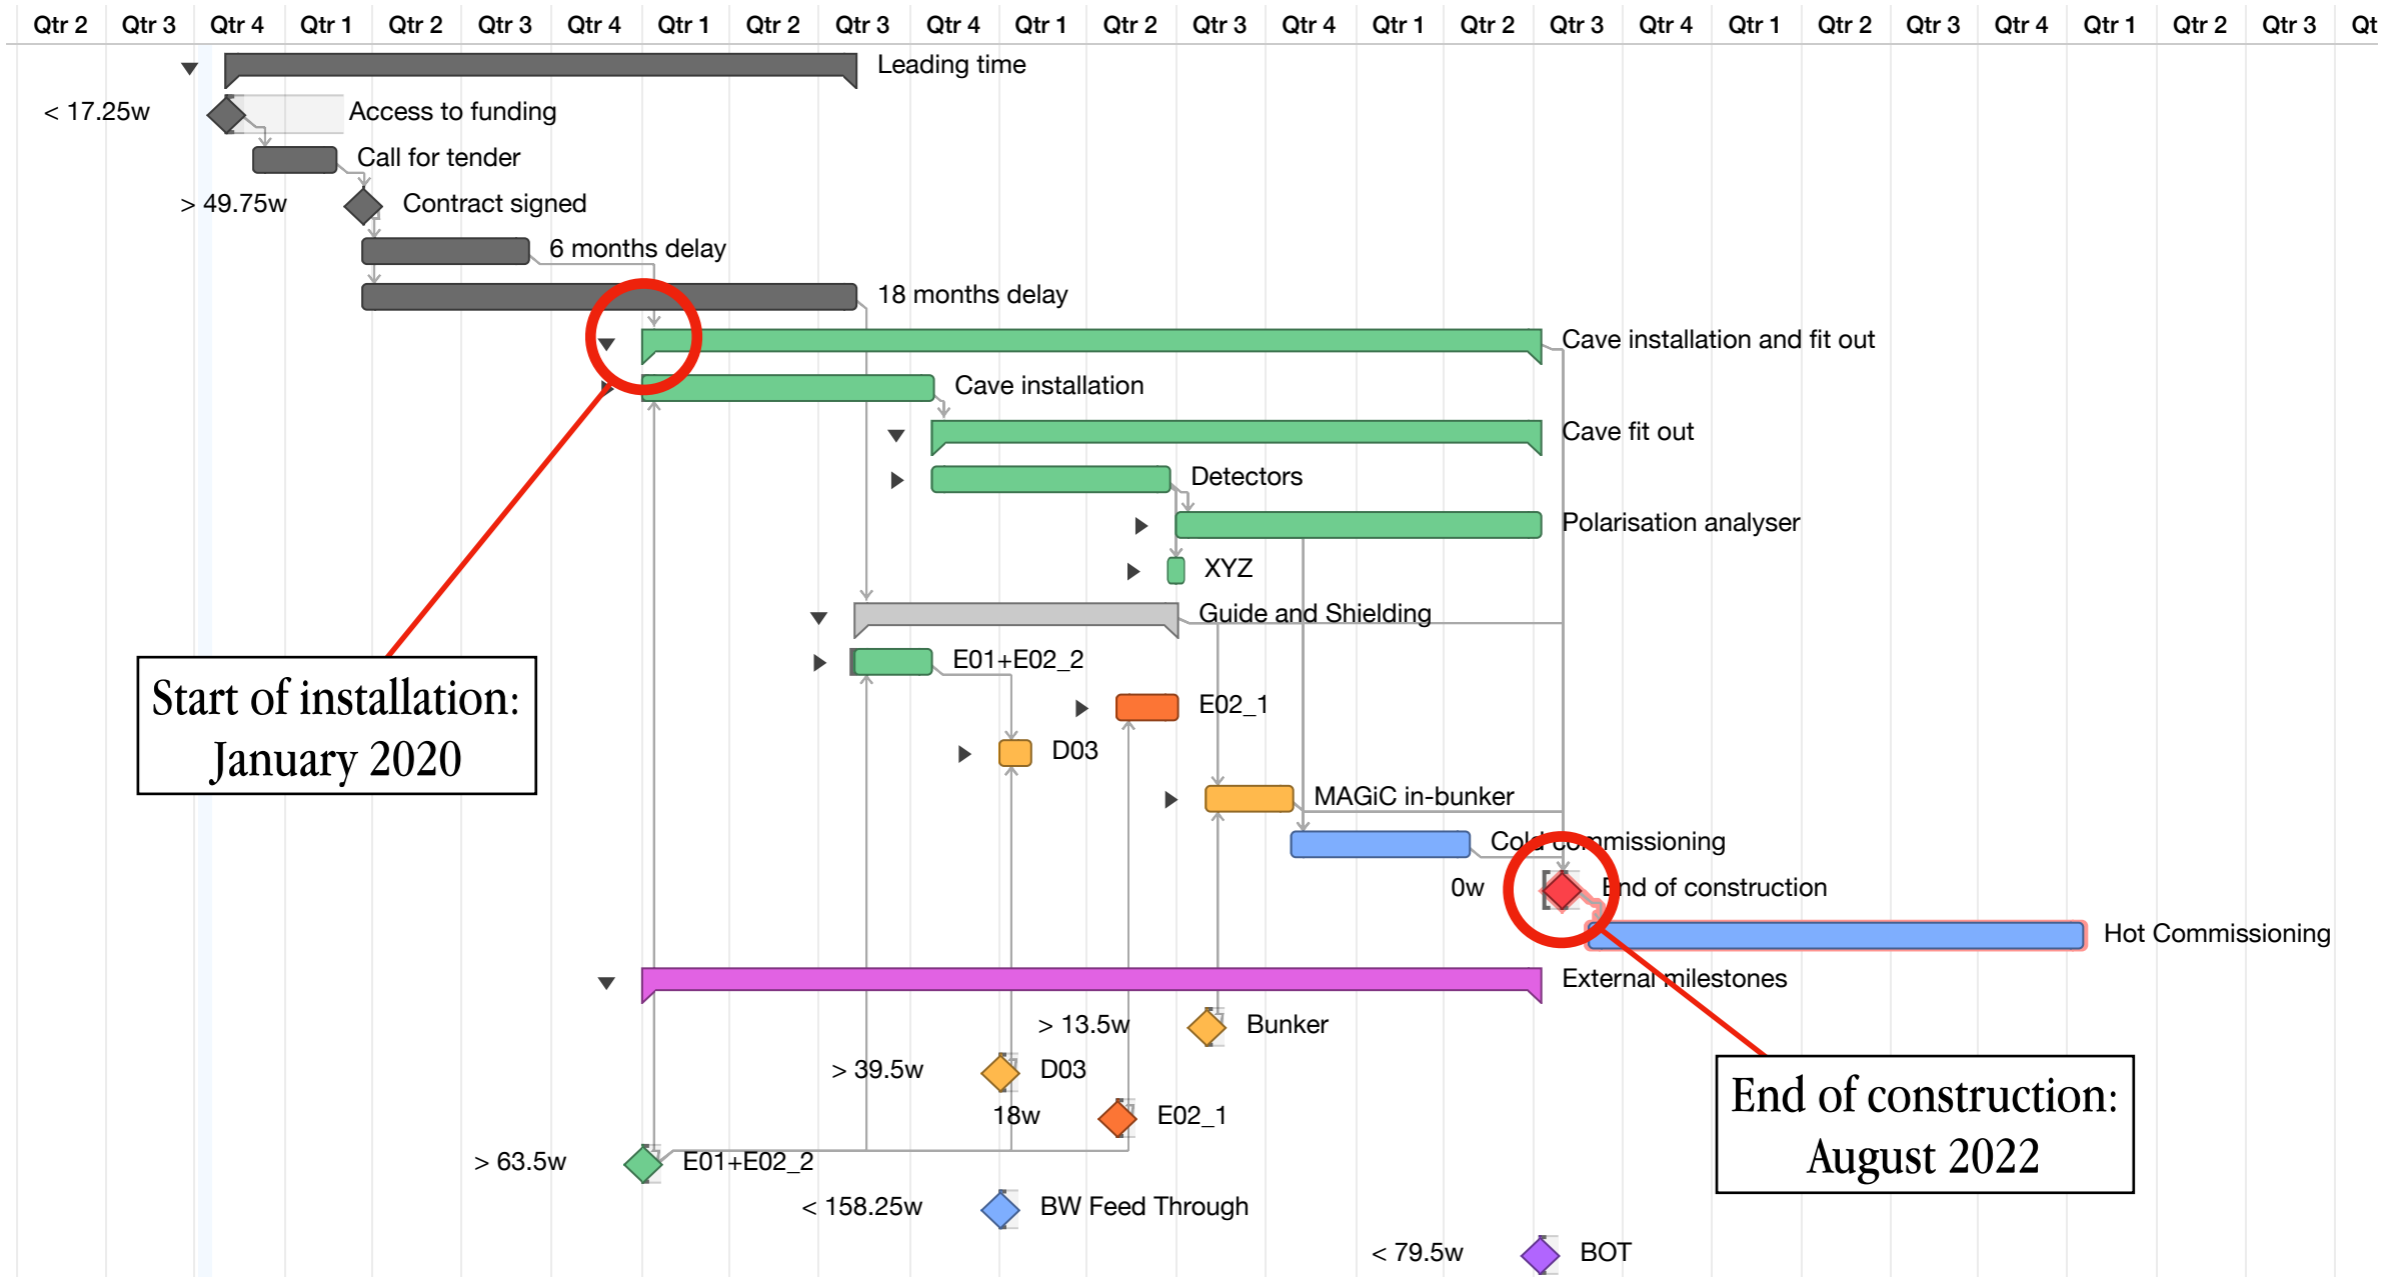 Qtr 2 Qtr 3 Qtr 4 Qtr 1 Qtr 2 Qtr 3 Qtr 4 Qtr 1 Qtr 2 Qtr 3 Qtr 4 Qtr 1 Qtr 2 Qtr 3 Qtr 4 Qtr 1 Qtr 2 Qtr 3 Qtr 4 Qtr 1 Qtr 2 Qtr 3 Qtr 4 Qtr 1 Qtr 2 Qtr 3 Qt
Leading time
< 17.25w Access to funding
Call for tender
> 49.75w Contract signed
6 months delay
18 months delay
Cave installation and fit out
Cave installation
Cave fit out
Detectors
Polarisation analyser
XYZ
Guide and Shielding
E01+E02_2
E02_1
Start of installation:
January 2020
D03
MAGiC in-bunker
Cold commissioning
0w End of construction
Hot Commissioning
External milestones
> 13.5w Bunker
> 39.5w D03
18w E02_1
End of construction:
August 2022
> 63.5w E01+E02_2
< 158.25w BW Feed Through
< 79.5w BOT